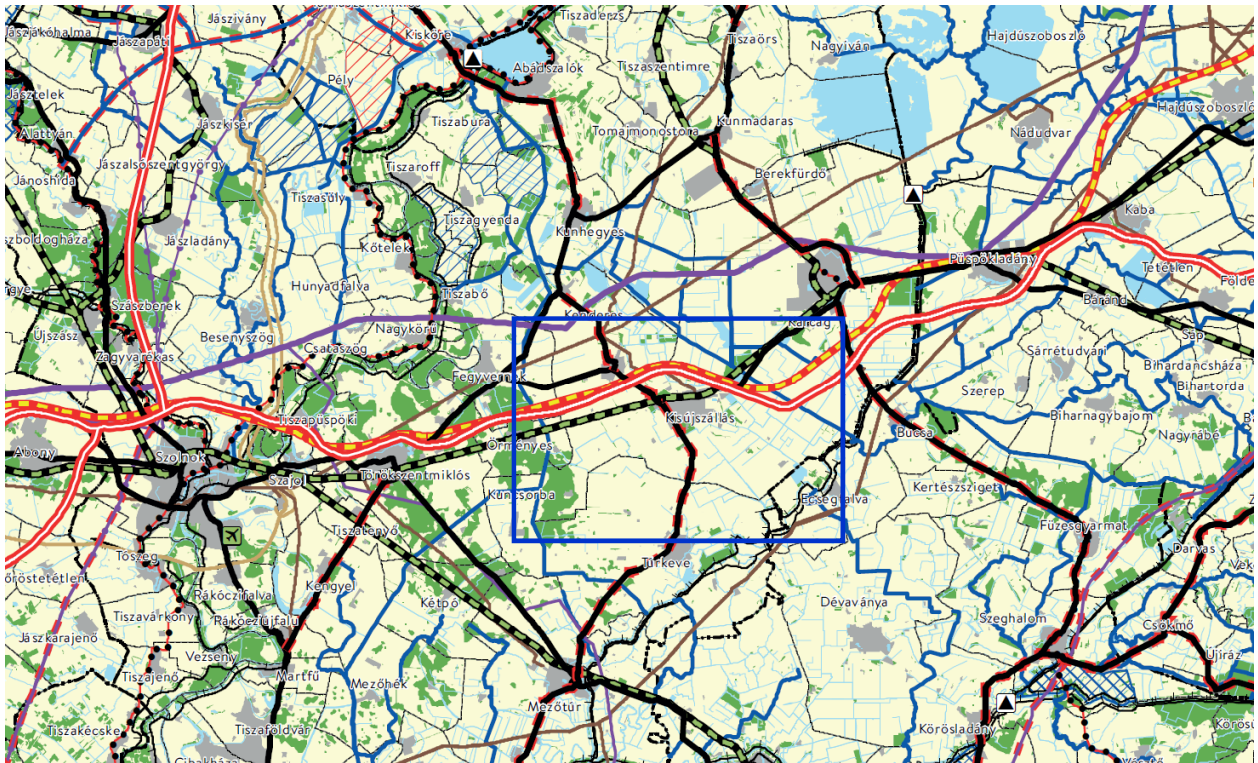 Jászivány
Tiszaderzs
Jászapáti
Kisköre
Tiszaörs
Nagyiván
Hajdúszoboszló
Abádszalók
Tiszaszentimre
Pély
Jásztelek
Hajdúszoboszló
Alattyán
Jászkisér
Tiszabura
Tomajmonostora
Kunmadaras
Nádudvar
Jászalsószentgyörgy
Jánoshida
Tiszaroff
Berekfürdő
Tiszasüly
Tiszagyenda
Kaba
Jászladány
Kőtelek
Kunhegyes
Püspökladány
Tetétlen
Hunyadfalva
Tiszabő
Szászberek
Báránd
Újszász
Besenyszög
Nagykörű
Kenderes
Karcag
Sáp
Zagyvarékas
Csataszög
Sárrétudvari
Bihardancsháza
Fegyvernek
Szerep
Bihartorda
Tiszapüspöki
Kisújszállás
Biharnagybajom
Abony
Szolnok
Örményes
Bucsa
Nagyrábé
Szajol
Törökszentmiklós
Kuncsorba
Ecsegfalva
Kertészsziget
Tiszatenyő
Füzesgyarmat
Tószeg
Túrkeve
Darvas
Kengyel
Rákóczifalva
Kétpó
Dévaványa
Tiszavárkony
Rákócziújfalu
Szeghalom
Csökmő
Jászkarajenő
Vezseny
Újiráz
Tiszajenő
Martfű
Mezőhék
Mezőtúr
Tiszakécske
Tiszaföldvár
Körösladány
Cibakháza